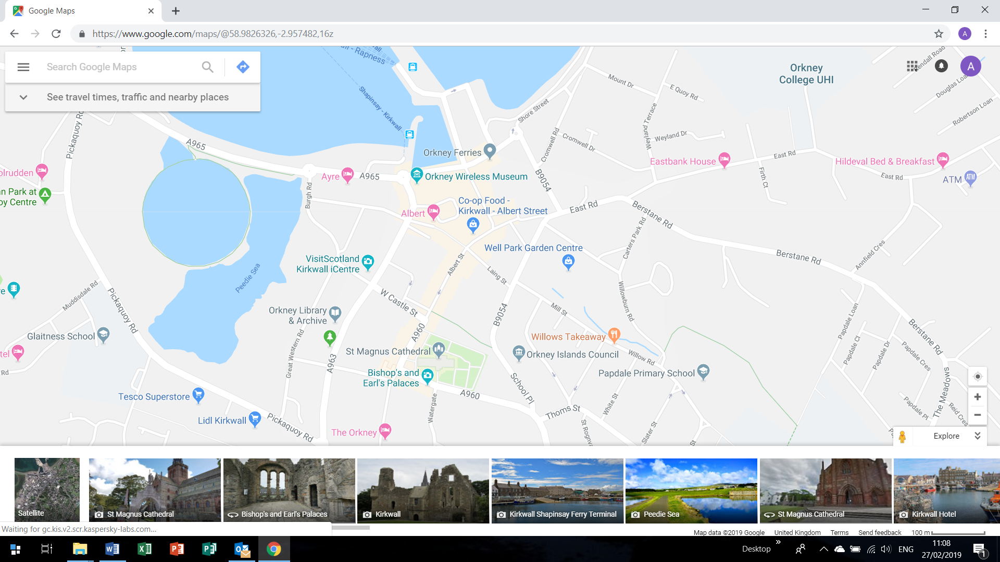 Google Maps
https://www.google.com/maps/@58.9826326,-2.957482,16z
A
Search Google Maps
See travel times, traffic and nearby places
A
Shapinsay - Kirkwall
Mount Dr
E Quoy Rd
Orkney
College UHI
Douglas Loan
Robertson Loan
Shore Street
Weyland Terrace
Pickaquoy Rd
A965
Cromwell Rd
Cromwell Dr
Weyland Dr
Orkney Ferries
East Rd
Eastbank House
Hildeval Bed & Breakfast
East Rd
ATM
ATM
Firth Ct
Ayre
A965
Orkney Wireless Museum
B9054
Burgh Rd
Co-op Food -
Kirkwall - Albert Street
Albert
East Rd
Berstane Rd
Carters Park Rd
Well Park Garden Centre
VisitScotland
Kirkwall iCentre
Albert St
Laing St
Berstane Rd
Annfield Cres
Peedie Sea
Muddisdale Rd
Pickaquoy Rd
W Castle St
Mill St
Willowburn Rd
B9054
Papdale Loan
Orkney Library
& Archive
A960
Glaitness School
Great Western Rd
St Magnus Cathedral
Willows Takeaway
Orkney Islands Council
Willow Rd
Papdale Cl
Papdale Dr
Papdale Cres
Berstane Rd
A963
Rd
Bishop's and
Earl's Palaces
School Pl
Papdale Primary School
The Meadows
Tesco Superstore
A960
Watergate
Thoms St
White St
Papdale Pl
Reid Cres
Lidl Kirkwall
Pickaquoy Rd
The Orkney
Slater St
St
Explore
Satellite
St Magnus Cathedral
Bishop's and Earl's Palaces
Kirkwall
Kirkwall Shapinsay Ferry Terminal
Peedie Sea
St Magnus Cathedral
Kirkwall Hotel
Waiting for gc.kis.v2.scr.kaspersky-labs.com...
Map data ©2019 Google United Kingdom Terms Send feedback 100 m
Desktop
ENG
11:08
27/02/2019
1